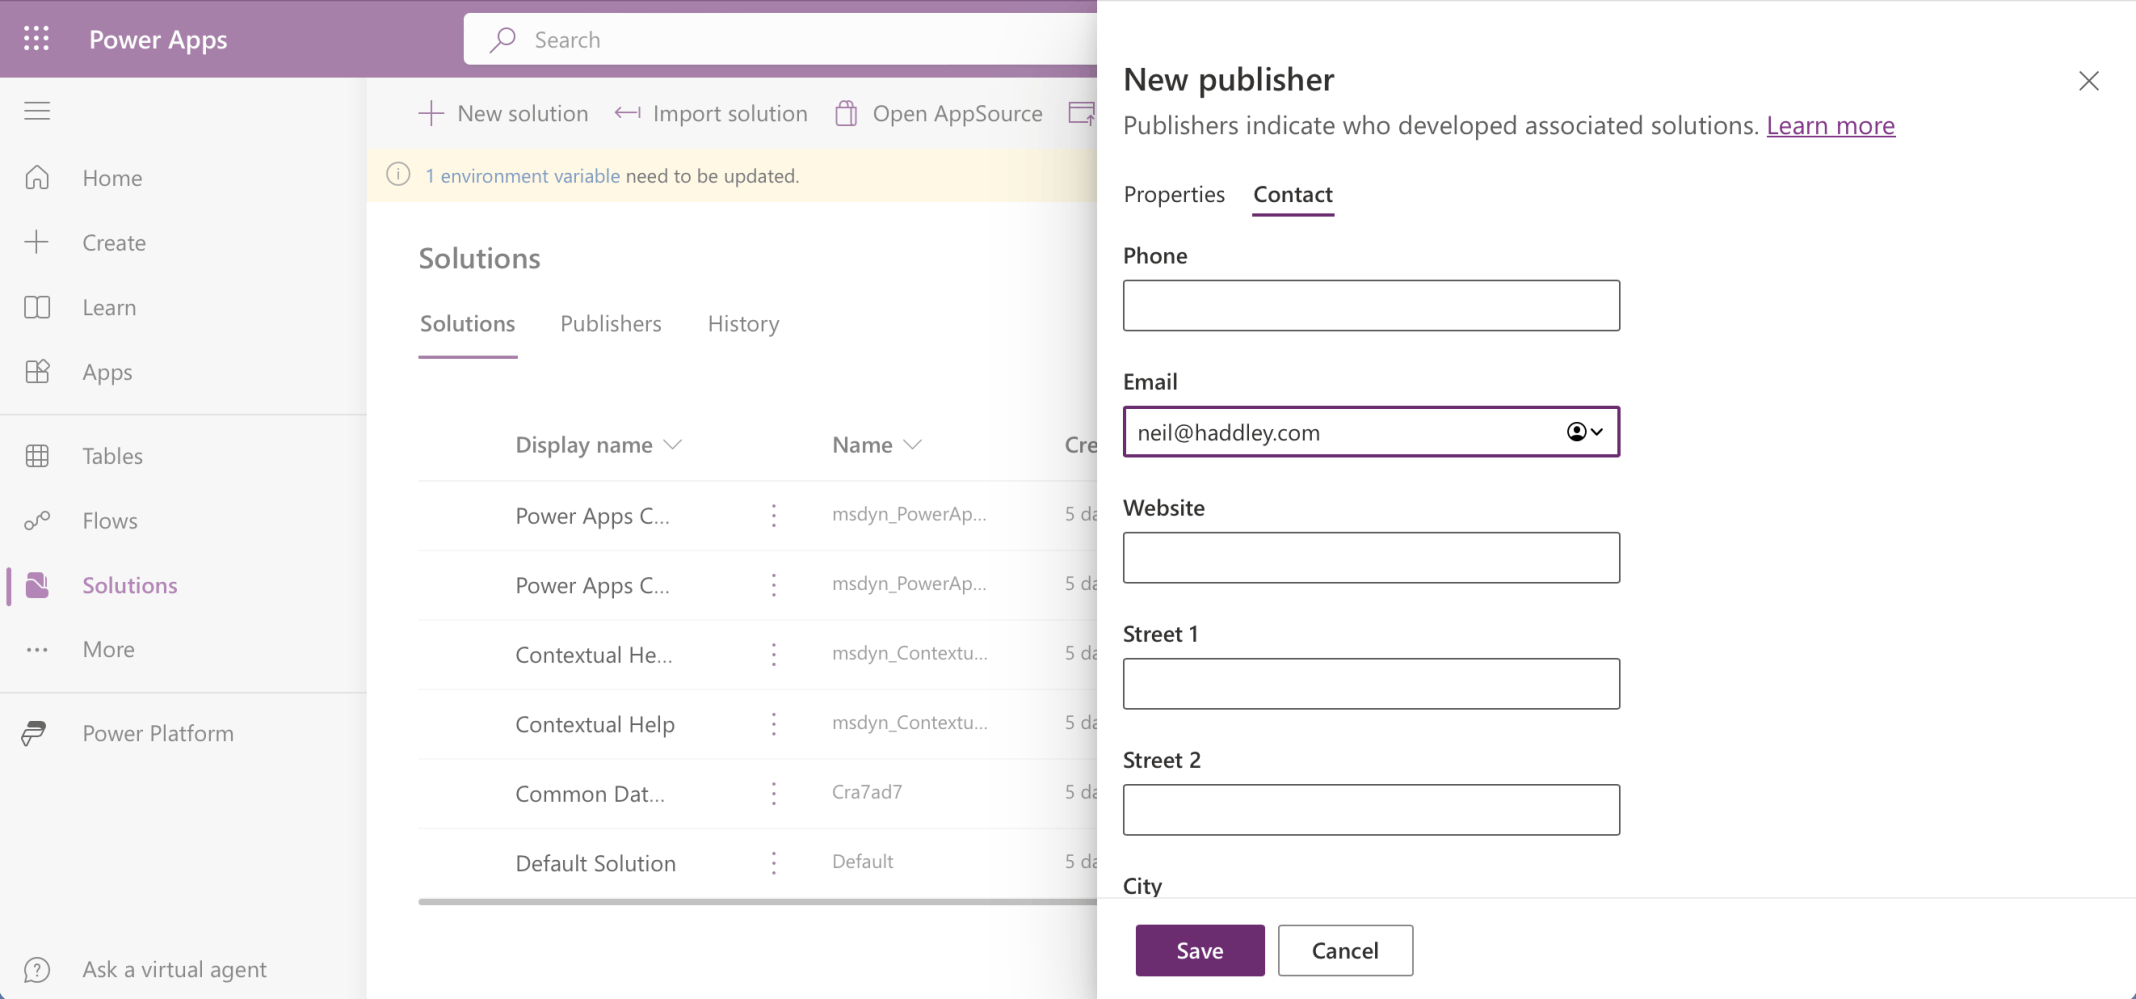 Power Apps
Search
New solution
Import solution
Open AppSource
1 environment variable need to be updated.
Home
Create
Learn
Apps
Tables
Flows
Solutions
More
Power Platform
Ask a virtual agent
Solutions
Solutions Publishers History
Display name Name Cre
Power Apps C... msdyn_PowerAp... 5 da
Power Apps C... msdyn_PowerAp... 5 da
Contextual He... msdyn_Contextu... 5 da
Contextual Help msdyn_Contextu... 5 da
Common Dat... Cra7ad7 5 da
Default Solution Default 5 da
New publisher
Publishers indicate who developed associated solutions. Learn more
Properties Contact
Phone
Email
neil@haddley.com
Website
Street 1
Street 2
City
Save Cancel